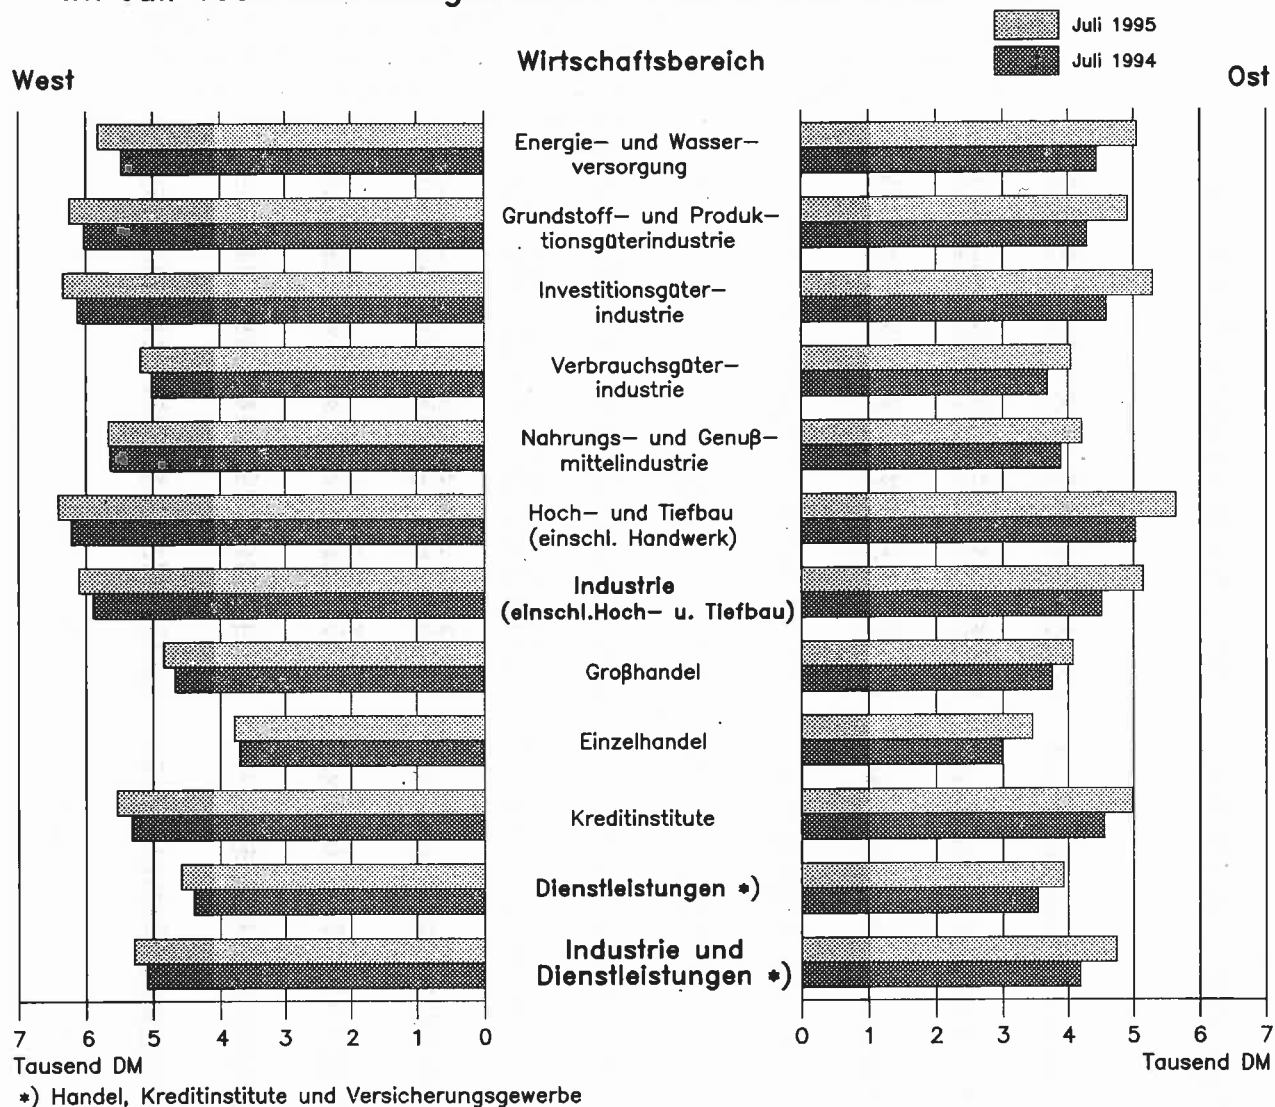 Juli 1995
Juli 1994
Wirtschaftsbereich
West
Ost
Energie- und Wasser-
versorgung
Grundstoff- und Produk-
tionsgüterindustrie
Investitionsgüter-
industrie
Verbrauchsgüter-
industrie
Nahrungs- und Genuß-
mittelindustrie
Hoch- und Tiefbau
(einschl. Handwerk)
Industrie
(einschl.Hoch- u. Tiefbau)
Großhandel
Einzelhandel
Kreditinstitute
Dienstleistungen *)
Industrie und
Dienstleistungen *)
7 6 5 4 3 2 1 0
0 1 2 3 4 5 6 7
Tausend DM
Tausend DM
*) Handel, Kreditinstitute und Versicherungsgewerbe